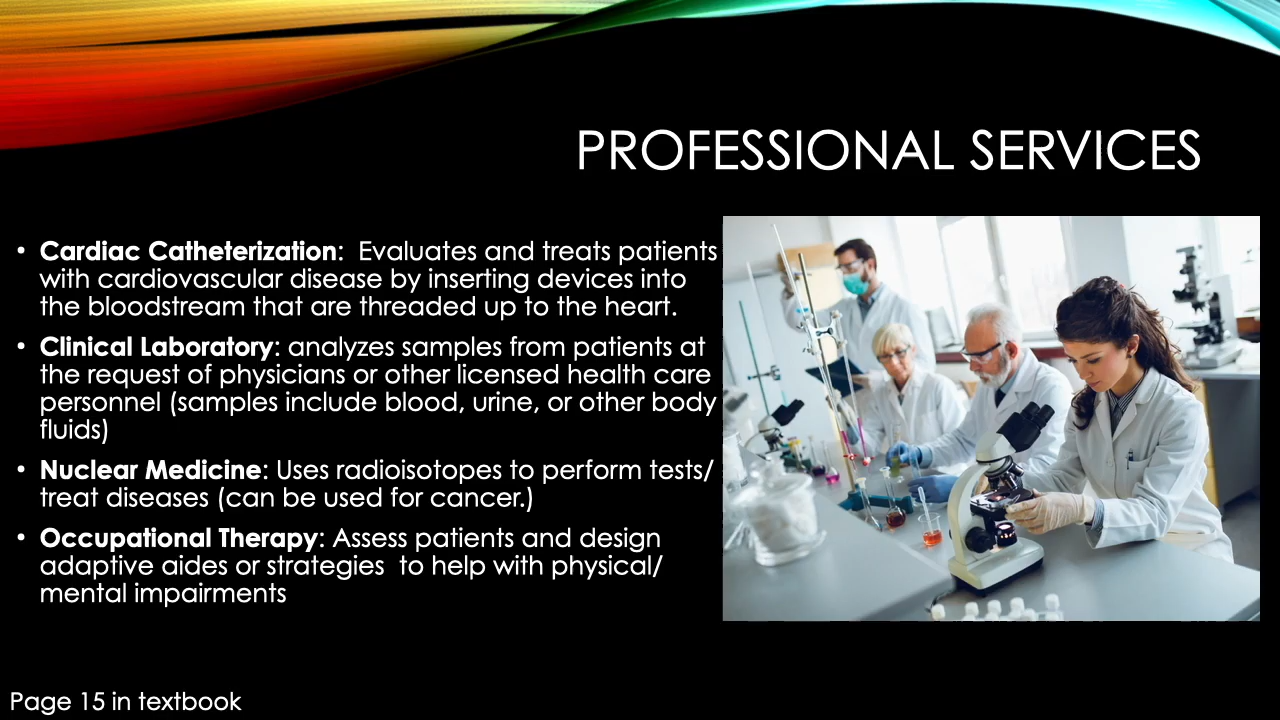 PROFESSIONAL SERVICES
• Cardiac Catheterization:  Evaluates and treats patients
with cardiovascular disease by inserting devices into
the bloodstream that are threaded up to the heart.
• Clinical Laboratory: analyzes samples from patients at
the request of physicians or other licensed health care
personnel (samples include blood, urine, or other body
fluids)
• Nuclear Medicine: Uses radioisotopes to perform tests/
treat diseases (can be used for cancer.)
• Occupational Therapy: Assess patients and design
adaptive aides or strategies  to help with physical/
mental impairments
Page 15 in textbook